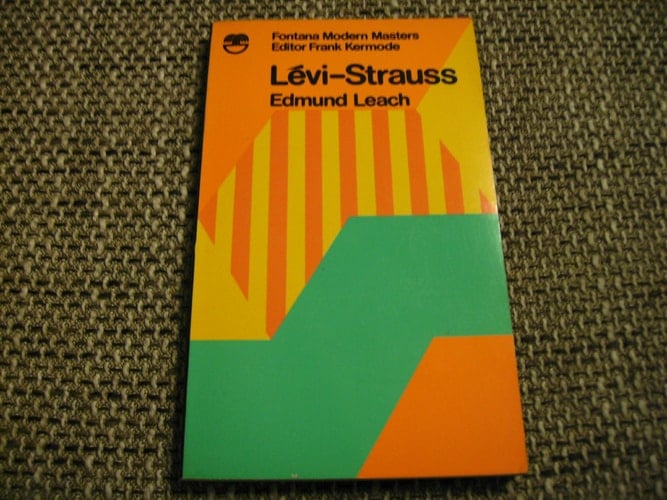 Fontana Modern Masters
Editor Frank Kermode
Lévi-Strauss
Edmund Leach